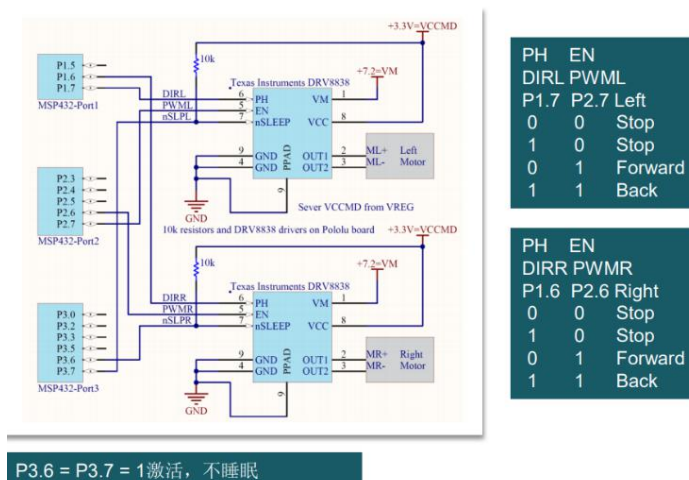 +3.3V=VCCMD
10k
P1.5
P1.6
P1.7
MSP432-Port1
+7.2=VM
Texas Instruments DRV8838
DIRL 6 PH VM 1
PWML 5 EN
nSLPL 7 nSLEEP VCC 8
9 GND OUT1 2 ML+ Left
4 GND OUT2 3 ML- Motor
PPAD
9
GND
Sever VCCMD from VREG
P2.3
P2.4
P2.5
P2.6
P2.7
MSP432-Port2
10k resistors and DRV8838 drivers on Pololu board
+3.3V=VCCMD
10k
+7.2=VM
Texas Instruments DRV8838
DIRR 6 PH VM 1
PWMR 5 EN
nSLPR 7 nSLEEP VCC 8
9 GND OUT1 2 MR+ Right
4 GND OUT2 3 MR- Motor
PPAD
9
GND
P3.0
P3.2
P3.3
P3.5
P3.6
P3.7
MSP432-Port3
PH EN
DIRL PWML
P1.7 P2.7 Left
0 0 Stop
1 0 Stop
0 1 Forward
1 1 Back
PH EN
DIRR PWMR
P1.6 P2.6 Right
0 0 Stop
1 0 Stop
0 1 Forward
1 1 Back
P3.6 = P3.7 = 1激活，不睡眠